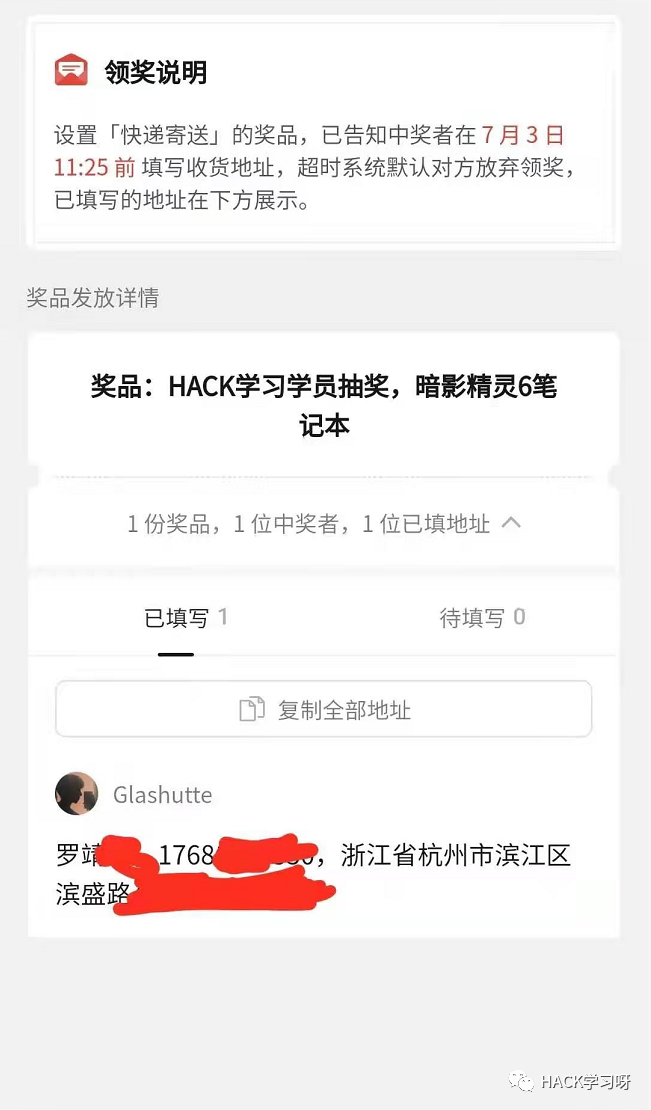 领奖说明
设置「快递寄送」的奖品，已告知中奖者在 7 月 3 日
11:25 前 填写收货地址，超时系统默认对方放弃领奖，
已填写的地址在下方展示。
奖品发放详情
奖品：HACK学习学员抽奖，暗影精灵6笔
记本
1 份奖品，1 位中奖者，1 位已填地址
已填写 1
待填写 0
复制全部地址
Glashutte
罗靖 1768 ，浙江省杭州市滨江区
滨盛路
HACK学习呀